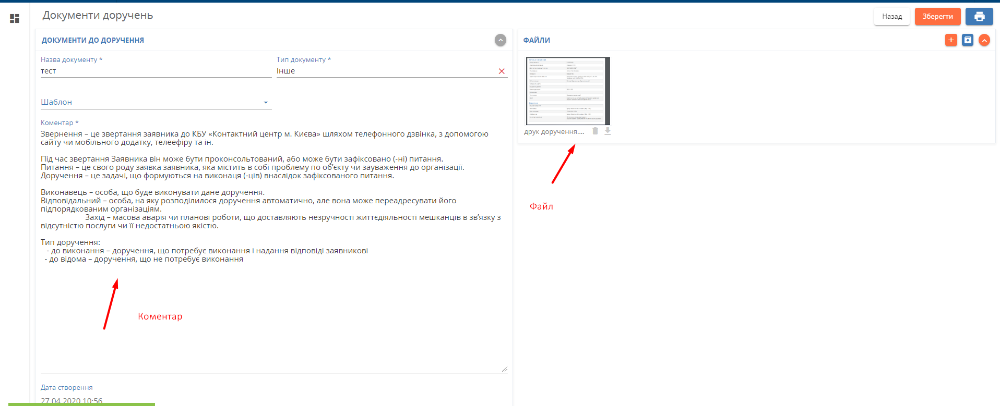 Документи доручень
Назад
Зберегти
ДОКУМЕНТИ ДО ДОРУЧЕННЯ
Назва документу *
тест
Тип документу *
Інше
Шаблон
Коментар *
Звернення – це звертання заявника до КБУ «Контактний центр м. Києва» шляхом телефонного дзвінка, з допомогою
сайту чи мобільного додатку, телеефіру та ін.
Під час звертання Заявника він може бути проконсольтований, або може бути зафіксовано (-ні) питання.
Питання – це свого роду заявка заявника, яка містить в собі проблему по об’єкту чи зауваження до організації.
Доручення – це задачі, що формуються на виконаця (-ців) внаслідок зафіксованого питання.
Виконавець – особа, що буде виконувати дане доручення.
Відповідальний – особа, на яку розподілилося доручення автоматично, але вона може переадресувати його
підпорядкованим організаціям.
Захід – масова аварія чи планові роботи, що доставляють незручності життєдіяльності мешканців в зв’язку з
відсутністю послуги чи її недостатньою якістю.
Тип доручення:
- до виконання – доручення, що потребує виконання і надання відповіді заявникові
- до відома – доручення, що не потребує виконання
Коментар
Дата створення
27.04.2020 10:56
ФАЙЛИ
друк доручення....
Файл